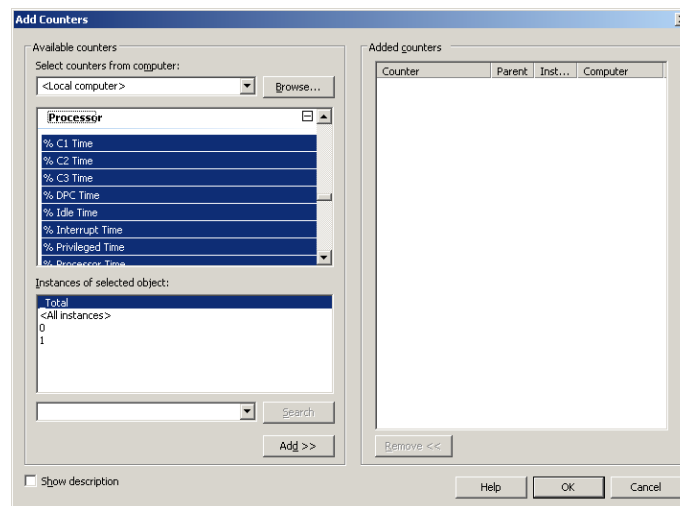 Add Counters
Available counters
Select counters from computer:
<Local computer>
Browse...
Processor
% C1 Time
% C2 Time
% C3 Time
% DPC Time
% Idle Time
% Interrupt Time
% Privileged Time
% Processor Time
Instances of selected object:
_Total
<All instances>
0
1
Search
Add >>
Show description
Added counters
Counter Parent Inst... Computer
Remove <<
Help OK Cancel